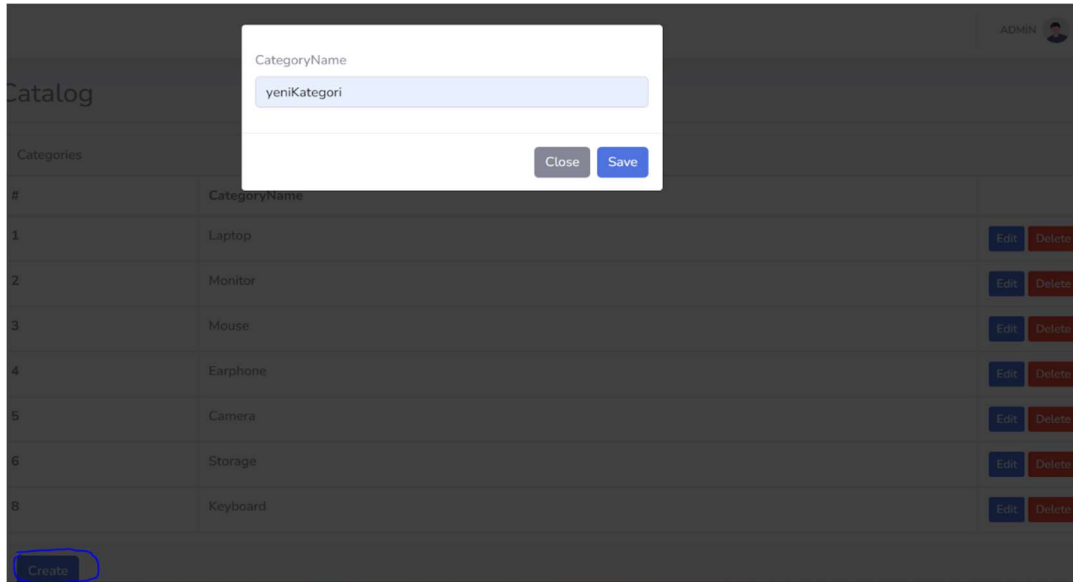 ADMIN
CategoryName
yeniKategori
Catalog
Categories
Close Save
# CategoryName
1 Laptop Edit Delete
2 Monitor Edit Delete
3 Mouse Edit Delete
4 Earphone Edit Delete
5 Camera Edit Delete
6 Storage Edit Delete
8 Keyboard Edit Delete
Create